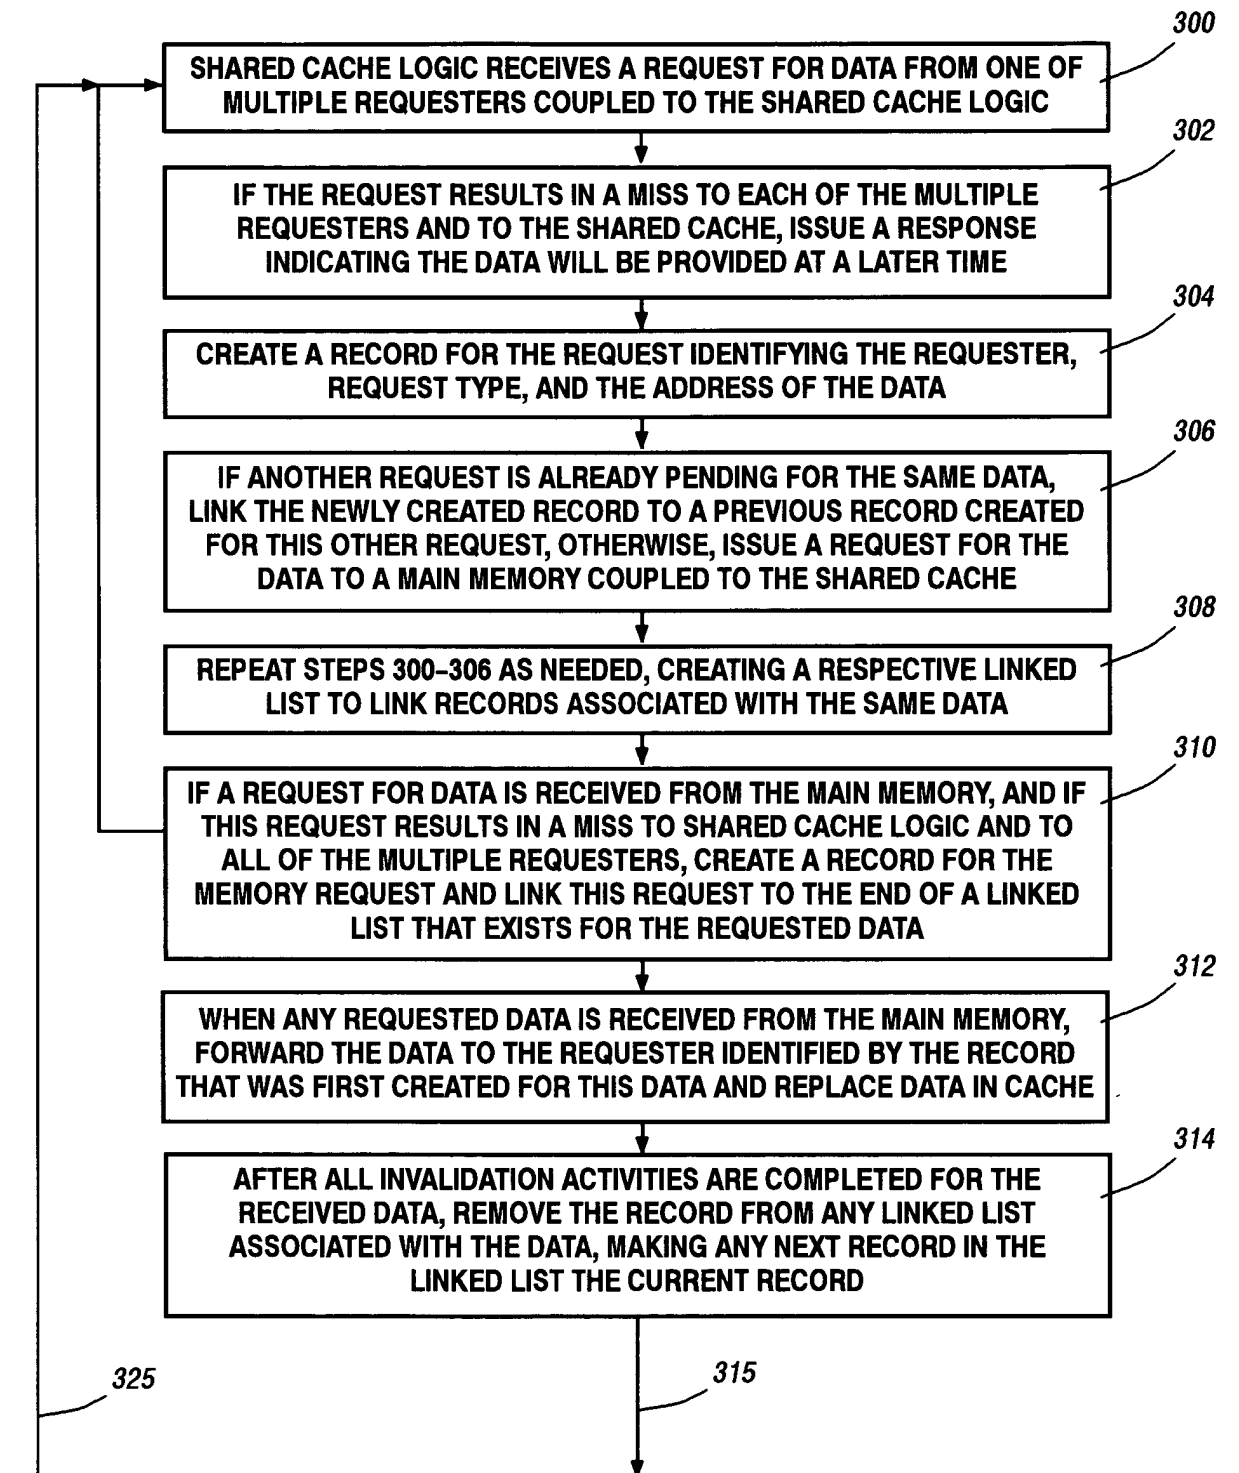 300
SHARED CACHE LOGIC RECEIVES A REQUEST FOR DATA FROM ONE OF
MULTIPLE REQUESTERS COUPLED TO THE SHARED CACHE LOGIC
302
IF THE REQUEST RESULTS IN A MISS TO EACH OF THE MULTIPLE
REQUESTERS AND TO THE SHARED CACHE, ISSUE A RESPONSE
INDICATING THE DATA WILL BE PROVIDED AT A LATER TIME
304
CREATE A RECORD FOR THE REQUEST IDENTIFYING THE REQUESTER,
REQUEST TYPE, AND THE ADDRESS OF THE DATA
306
IF ANOTHER REQUEST IS ALREADY PENDING FOR THE SAME DATA,
LINK THE NEWLY CREATED RECORD TO A PREVIOUS RECORD CREATED
FOR THIS OTHER REQUEST, OTHERWISE, ISSUE A REQUEST FOR THE
DATA TO A MAIN MEMORY COUPLED TO THE SHARED CACHE
308
REPEAT STEPS 300–306 AS NEEDED, CREATING A RESPECTIVE LINKED
LIST TO LINK RECORDS ASSOCIATED WITH THE SAME DATA
310
IF A REQUEST FOR DATA IS RECEIVED FROM THE MAIN MEMORY, AND IF
THIS REQUEST RESULTS IN A MISS TO SHARED CACHE LOGIC AND TO
ALL OF THE MULTIPLE REQUESTERS, CREATE A RECORD FOR THE
MEMORY REQUEST AND LINK THIS REQUEST TO THE END OF A LINKED
LIST THAT EXISTS FOR THE REQUESTED DATA
312
WHEN ANY REQUESTED DATA IS RECEIVED FROM THE MAIN MEMORY,
FORWARD THE DATA TO THE REQUESTER IDENTIFIED BY THE RECORD
THAT WAS FIRST CREATED FOR THIS DATA AND REPLACE DATA IN CACHE
314
AFTER ALL INVALIDATION ACTIVITIES ARE COMPLETED FOR THE
RECEIVED DATA, REMOVE THE RECORD FROM ANY LINKED LIST
ASSOCIATED WITH THE DATA, MAKING ANY NEXT RECORD IN THE
LINKED LIST THE CURRENT RECORD
325
315